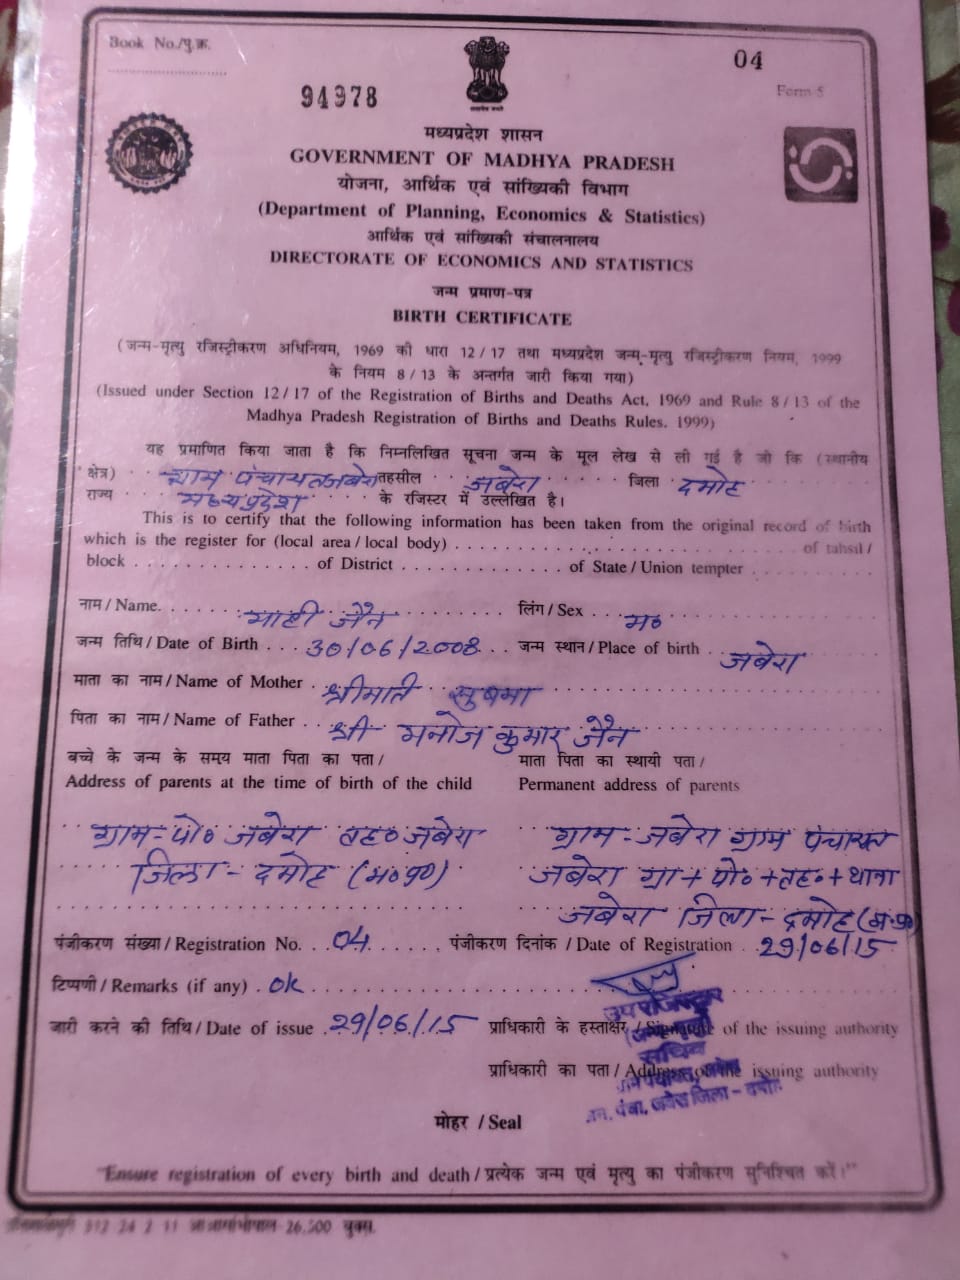 Book No./पु.क्र.
94978
04
Form 5
मध्यप्रदेश शासन
GOVERNMENT OF MADHYA PRADESH
योजना, आर्थिक एवं सांख्यिकी विभाग
(Department of Planning, Economics & Statistics)
आर्थिक एवं सांख्यिकी संचालनालय
DIRECTORATE OF ECONOMICS AND STATISTICS
जन्म प्रमाण-पत्र
BIRTH CERTIFICATE
(जन्म-मृत्यु रजिस्ट्रीकरण अधिनियम, 1969 की धारा 12/17 तथा मध्यप्रदेश जन्म-मृत्यु रजिस्ट्रीकरण नियम, 1999
के नियम 8/13 के अन्तर्गत जारी किया गया)
(Issued under Section 12/17 of the Registration of Births and Deaths Act, 1969 and Rule 8/13 of the
Madhya Pradesh Registration of Births and Deaths Rules, 1999)
यह प्रमाणित किया जाता है कि निम्नलिखित सूचना जन्म के मूल लेख से ली गई है जो कि (स्थानीय
क्षेत्र) ग्राम पंचायत जबेरा तहसील जबेरा जिला दमोह
राज्य मध्यप्रदेश के रजिस्टर में उल्लेखित है।
This is to certify that the following information has been taken from the original record of birth
which is the register for (local area/local body) of tahsil/
block of District of State/Union tempter
नाम/Name. माही जैन लिंग/Sex म०
जन्म तिथि/Date of Birth 30/06/2008 जन्म स्थान/Place of birth जबेरा
माता का नाम/Name of Mother श्रीमति सुषमा
पिता का नाम/Name of Father श्री मनोज कुमार जैन
बच्चे के जन्म के समय माता पिता का पता/ माता पिता का स्थायी पता/
Address of parents at the time of birth of the child Permanent address of parents
ग्राम-पो० जबेरा तह० जबेरा ग्राम-जबेरा ग्राम पंचायत
जिला-दमोह (म०प्र०) जबेरा ग्रा+पो०+तह०+थाना
जबेरा जिला-दमोह (म.प्र.)
पंजीकरण संख्या/Registration No. 04 पंजीकरण दिनांक/Date of Registration 29/06/15
टिप्पणी/Remarks (if any) Ok
जारी करने की तिथि/Date of issue 29/06/15 प्राधिकारी के हस्ताक्षर/Signature of the issuing authority
उप रजिस्ट्रार
सचिव
प्राधिकारी का पता/Address of the issuing authority
ग्राम पंचायत, जबेरा
जन. पंचा. जबेरा जिला-दमोह
मोहर/Seal
"Ensure registration of every birth and death/प्रत्येक जन्म एवं मृत्यु का पंजीकरण सुनिश्चित करें।"
26,500 बुक्स.